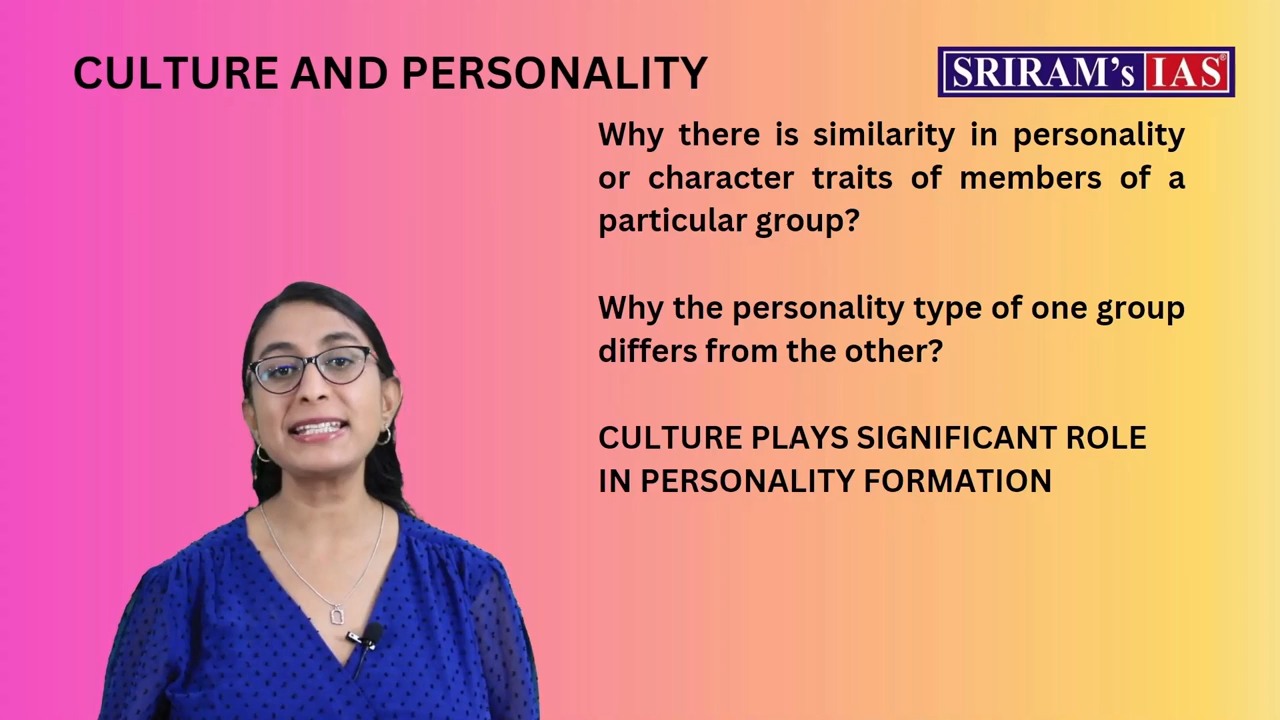 CULTURE AND PERSONALITY
SRIRAM's IAS®
Why there is similarity in personality
or character traits of members of a
particular group?
Why the personality type of one group
differs from the other?
CULTURE PLAYS SIGNIFICANT ROLE
IN PERSONALITY FORMATION